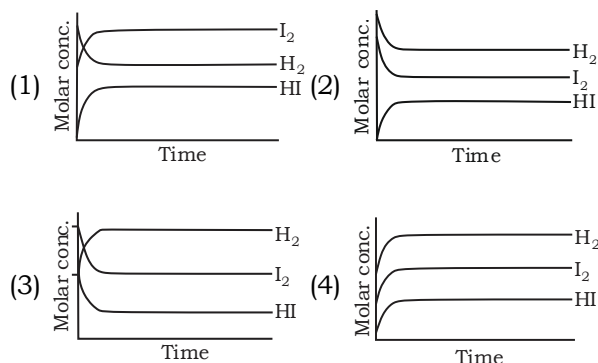 (1)
Molar conc.
I₂
H₂
HI
Time
(2)
Molar conc.
H₂
I₂
HI
Time
(3)
Molar conc.
H₂
I₂
HI
Time
(4)
Molar conc.
H₂
I₂
HI
Time